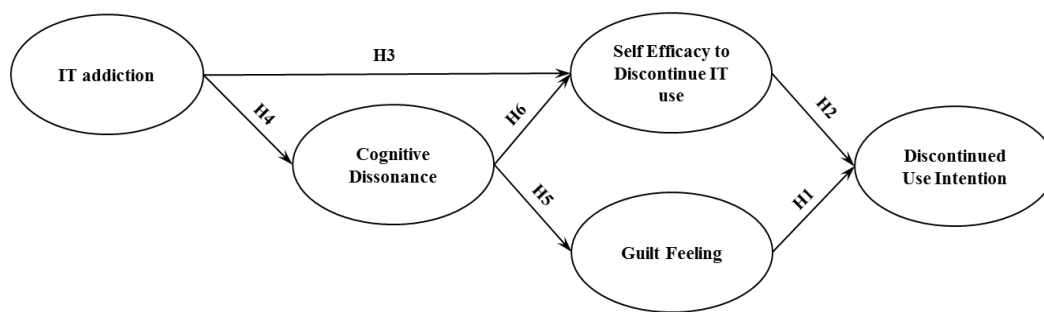 IT addiction
H3
Self Efficacy to
Discontinue IT
use
H4
H6
H2
Cognitive
Dissonance
Discontinued
Use Intention
H5
H1
Guilt Feeling